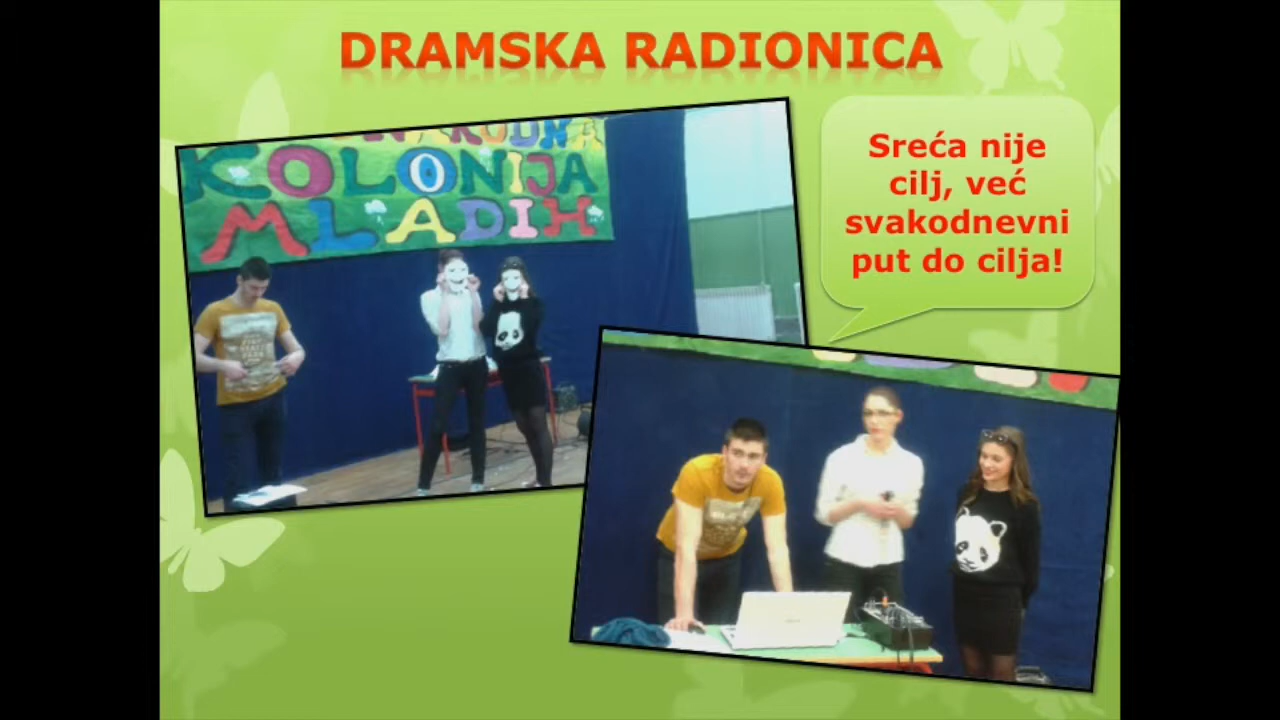 DRAMSKA RADIONICA
KOLONIJA
MLADIH
Sreća nije
cilj, već
svakodnevni
put do cilja!